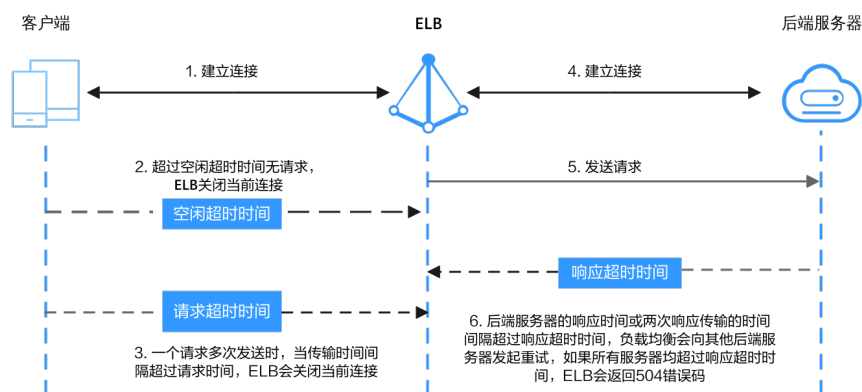 客户端
ELB
后端服务器
1. 建立连接
4. 建立连接
2. 超过空闲超时时间无请求，
ELB关闭当前连接
5. 发送请求
空闲超时时间
响应超时时间
请求超时时间
3. 一个请求多次发送时，当传输时间间
隔超过请求时间，ELB会关闭当前连接
6. 后端服务器的响应时间或两次响应传输的时间
间隔超过响应超时时间，负载均衡会向其他后端服
务器发起重试，如果所有服务器均超过响应超时时
间，ELB会返回504错误码